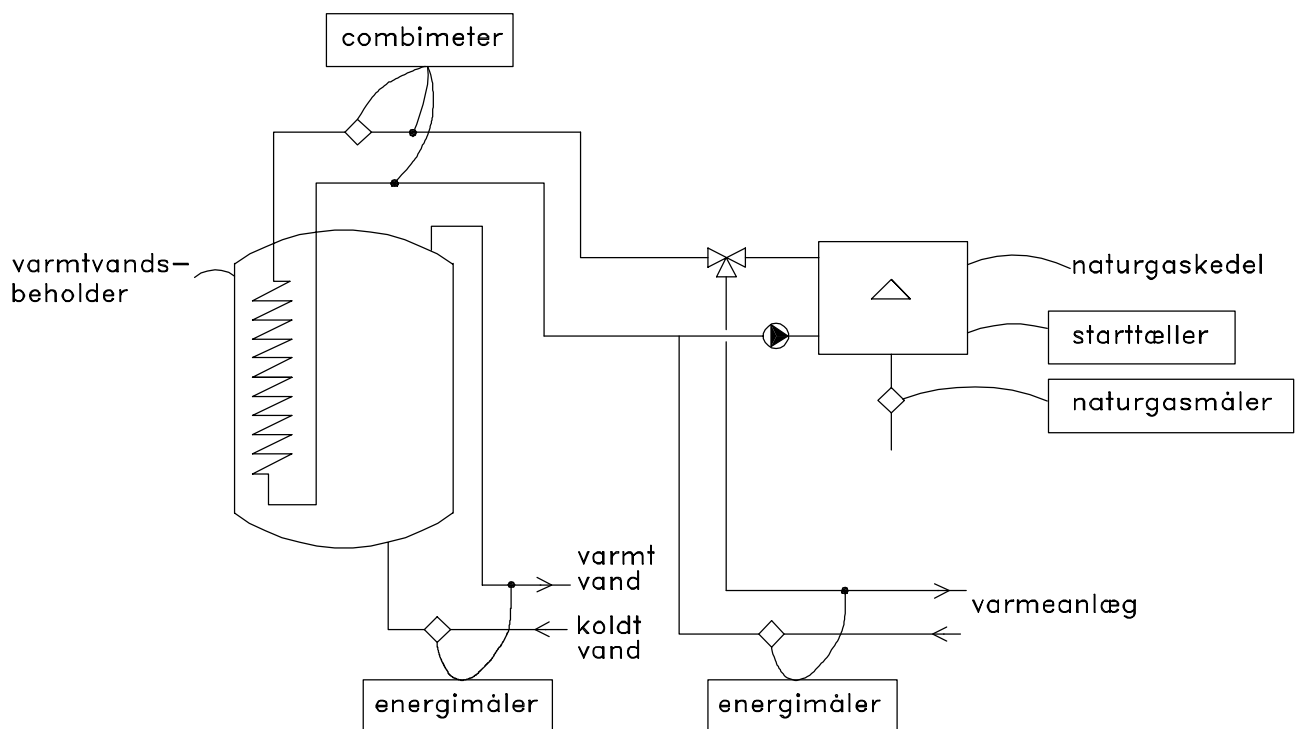 combimeter
varmtvands-
beholder
naturgaskedel
starttæller
naturgasmåler
varmt
vand
koldt
vand
varmeanlæg
energimåler
energimåler